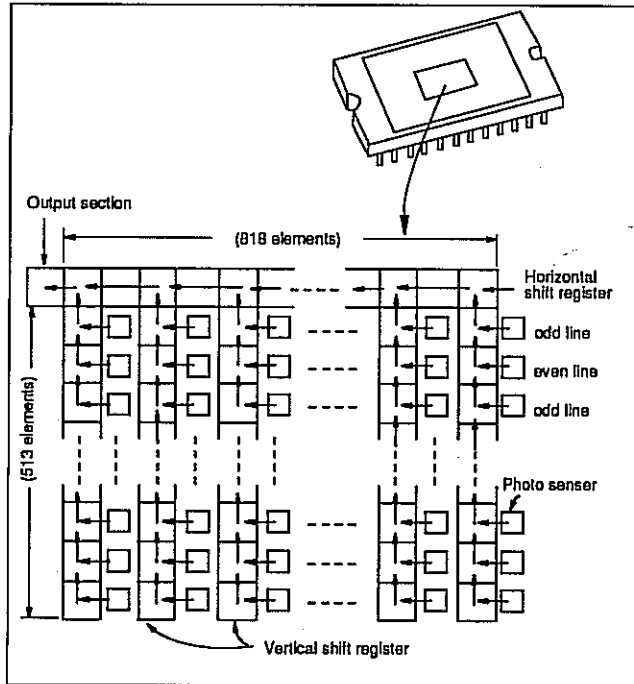 Output section
(818 elements)
Horizontal
shift register
odd line
even line
odd line
(513 elements)
Photo senser
Vertical shift register